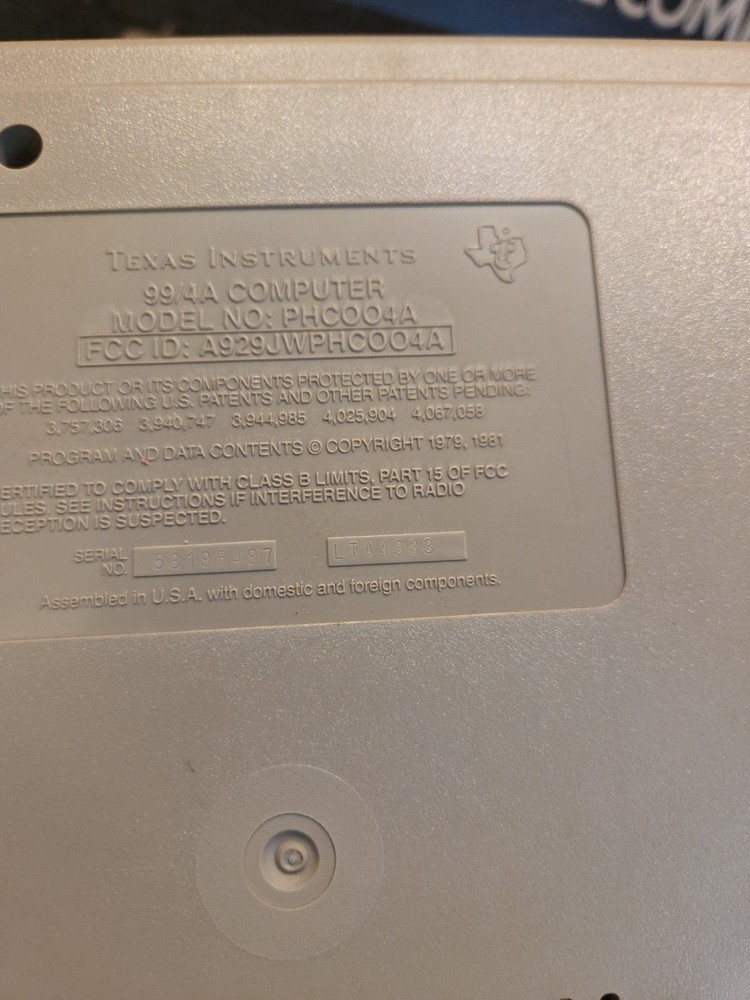 COM
TEXAS INSTRUMENTS
99/4A COMPUTER
MODEL NO: PHC004A
FCC ID: A929JWPHC004A
HIS PRODUCT OR ITS COMPONENTS PROTECTED BY ONE OR MORE
OF THE FOLLOWING U.S. PATENTS AND OTHER PATENTS PENDING:
3,757,306 3,940,747 3,944,985 4,025,904 4,067,058
PROGRAM AND DATA CONTENTS © COPYRIGHT 1979, 1981
ERTIFIED TO COMPLY WITH CLASS B LIMITS, PART 15 OF FCC
ULES. SEE INSTRUCTIONS IF INTERFERENCE TO RADIO
ECEPTION IS SUSPECTED.
SERIAL
NO. LTA4333
Assembled in U.S.A. with domestic and foreign components.